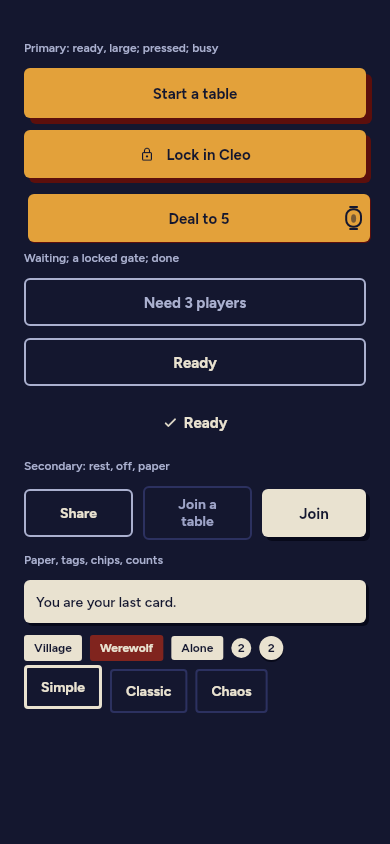 Primary: ready, large; pressed; busy
Start a table
Lock in Cleo
Deal to 5
Waiting; a locked gate; done
Need 3 players
Ready
Ready
Secondary: rest, off, paper
Share
Join a
table
Join
Paper, tags, chips, counts
You are your last card.
Village Werewolf Alone 2 2
Simple Classic Chaos